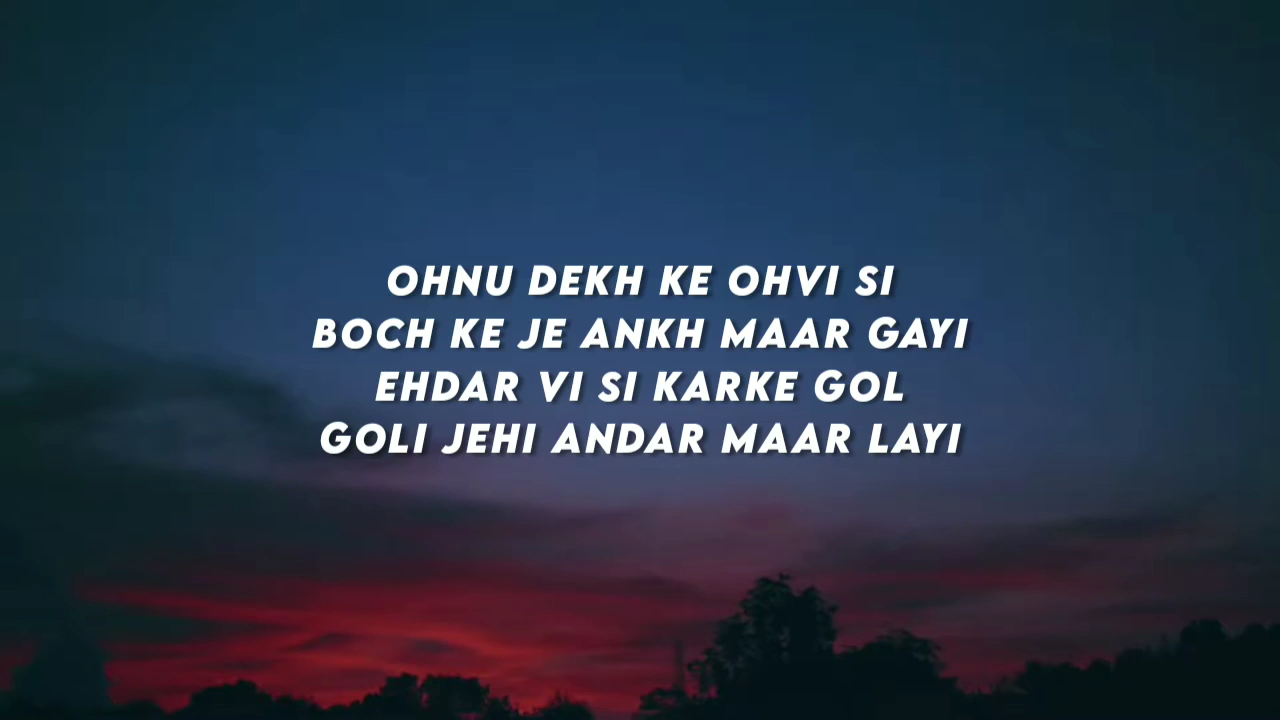 OHNU DEKH KE OHVI SI
BOCH KE JE ANKH MAAR GAYI
EHDAR VI SI KARKE GOL
GOLI JEHI ANDAR MAAR LAYI